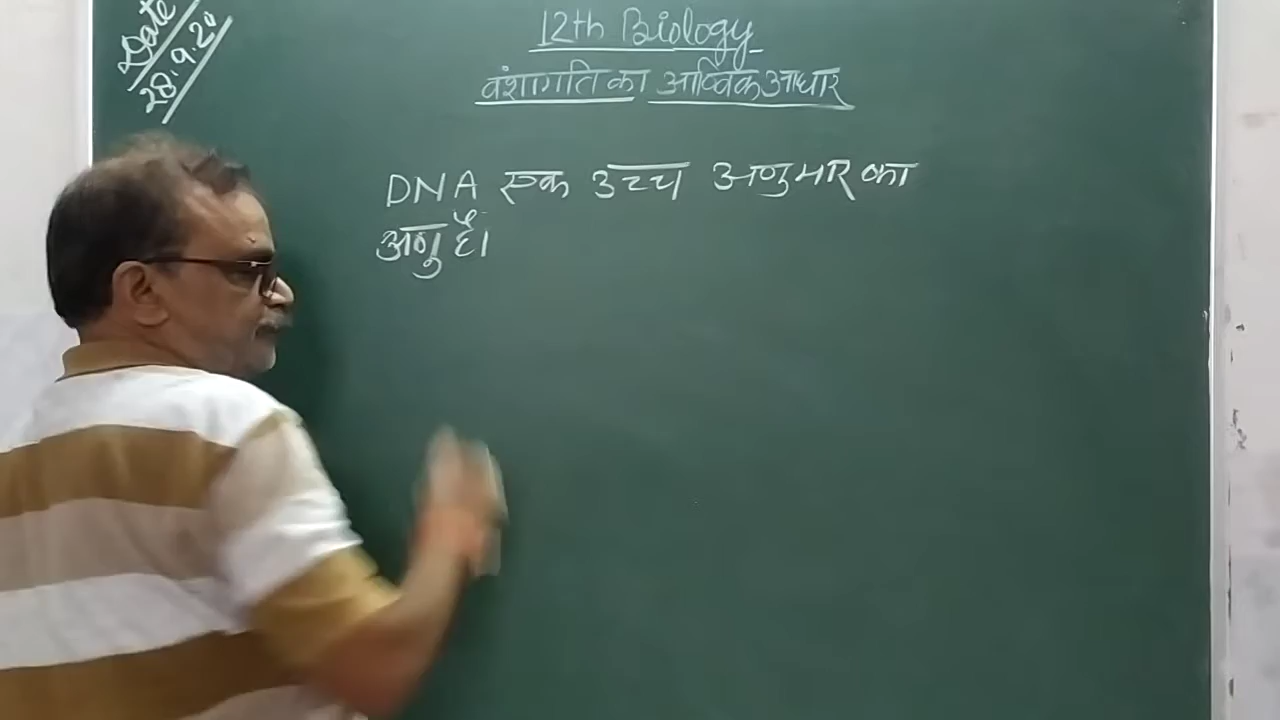 Date
28.9.20
12th Biology
वंशागति का आण्विक आधार
DNA एक उच्च अणुभार का
अणु है।